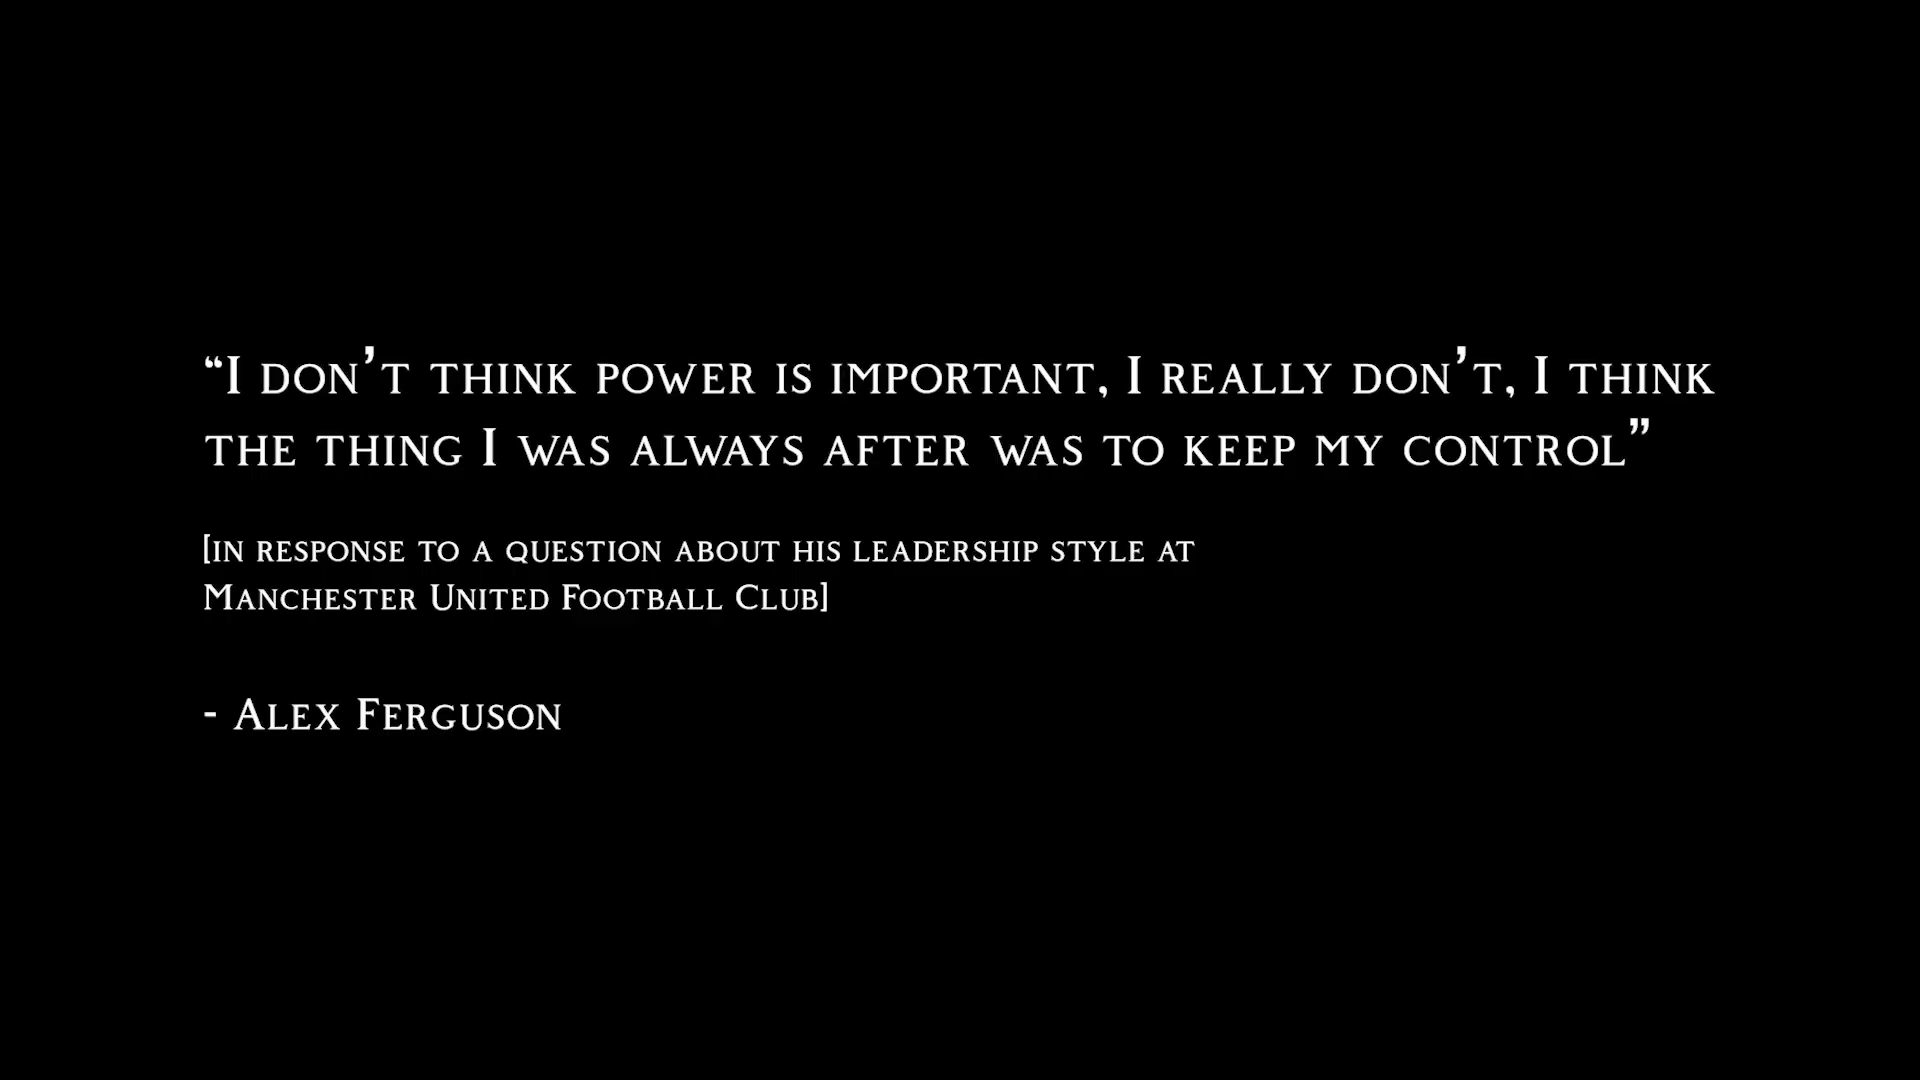 “I don’t think power is important, I really don’t, I think
the thing I was always after was to keep my control”
[in response to a question about his leadership style at
Manchester United Football Club]
- Alex Ferguson